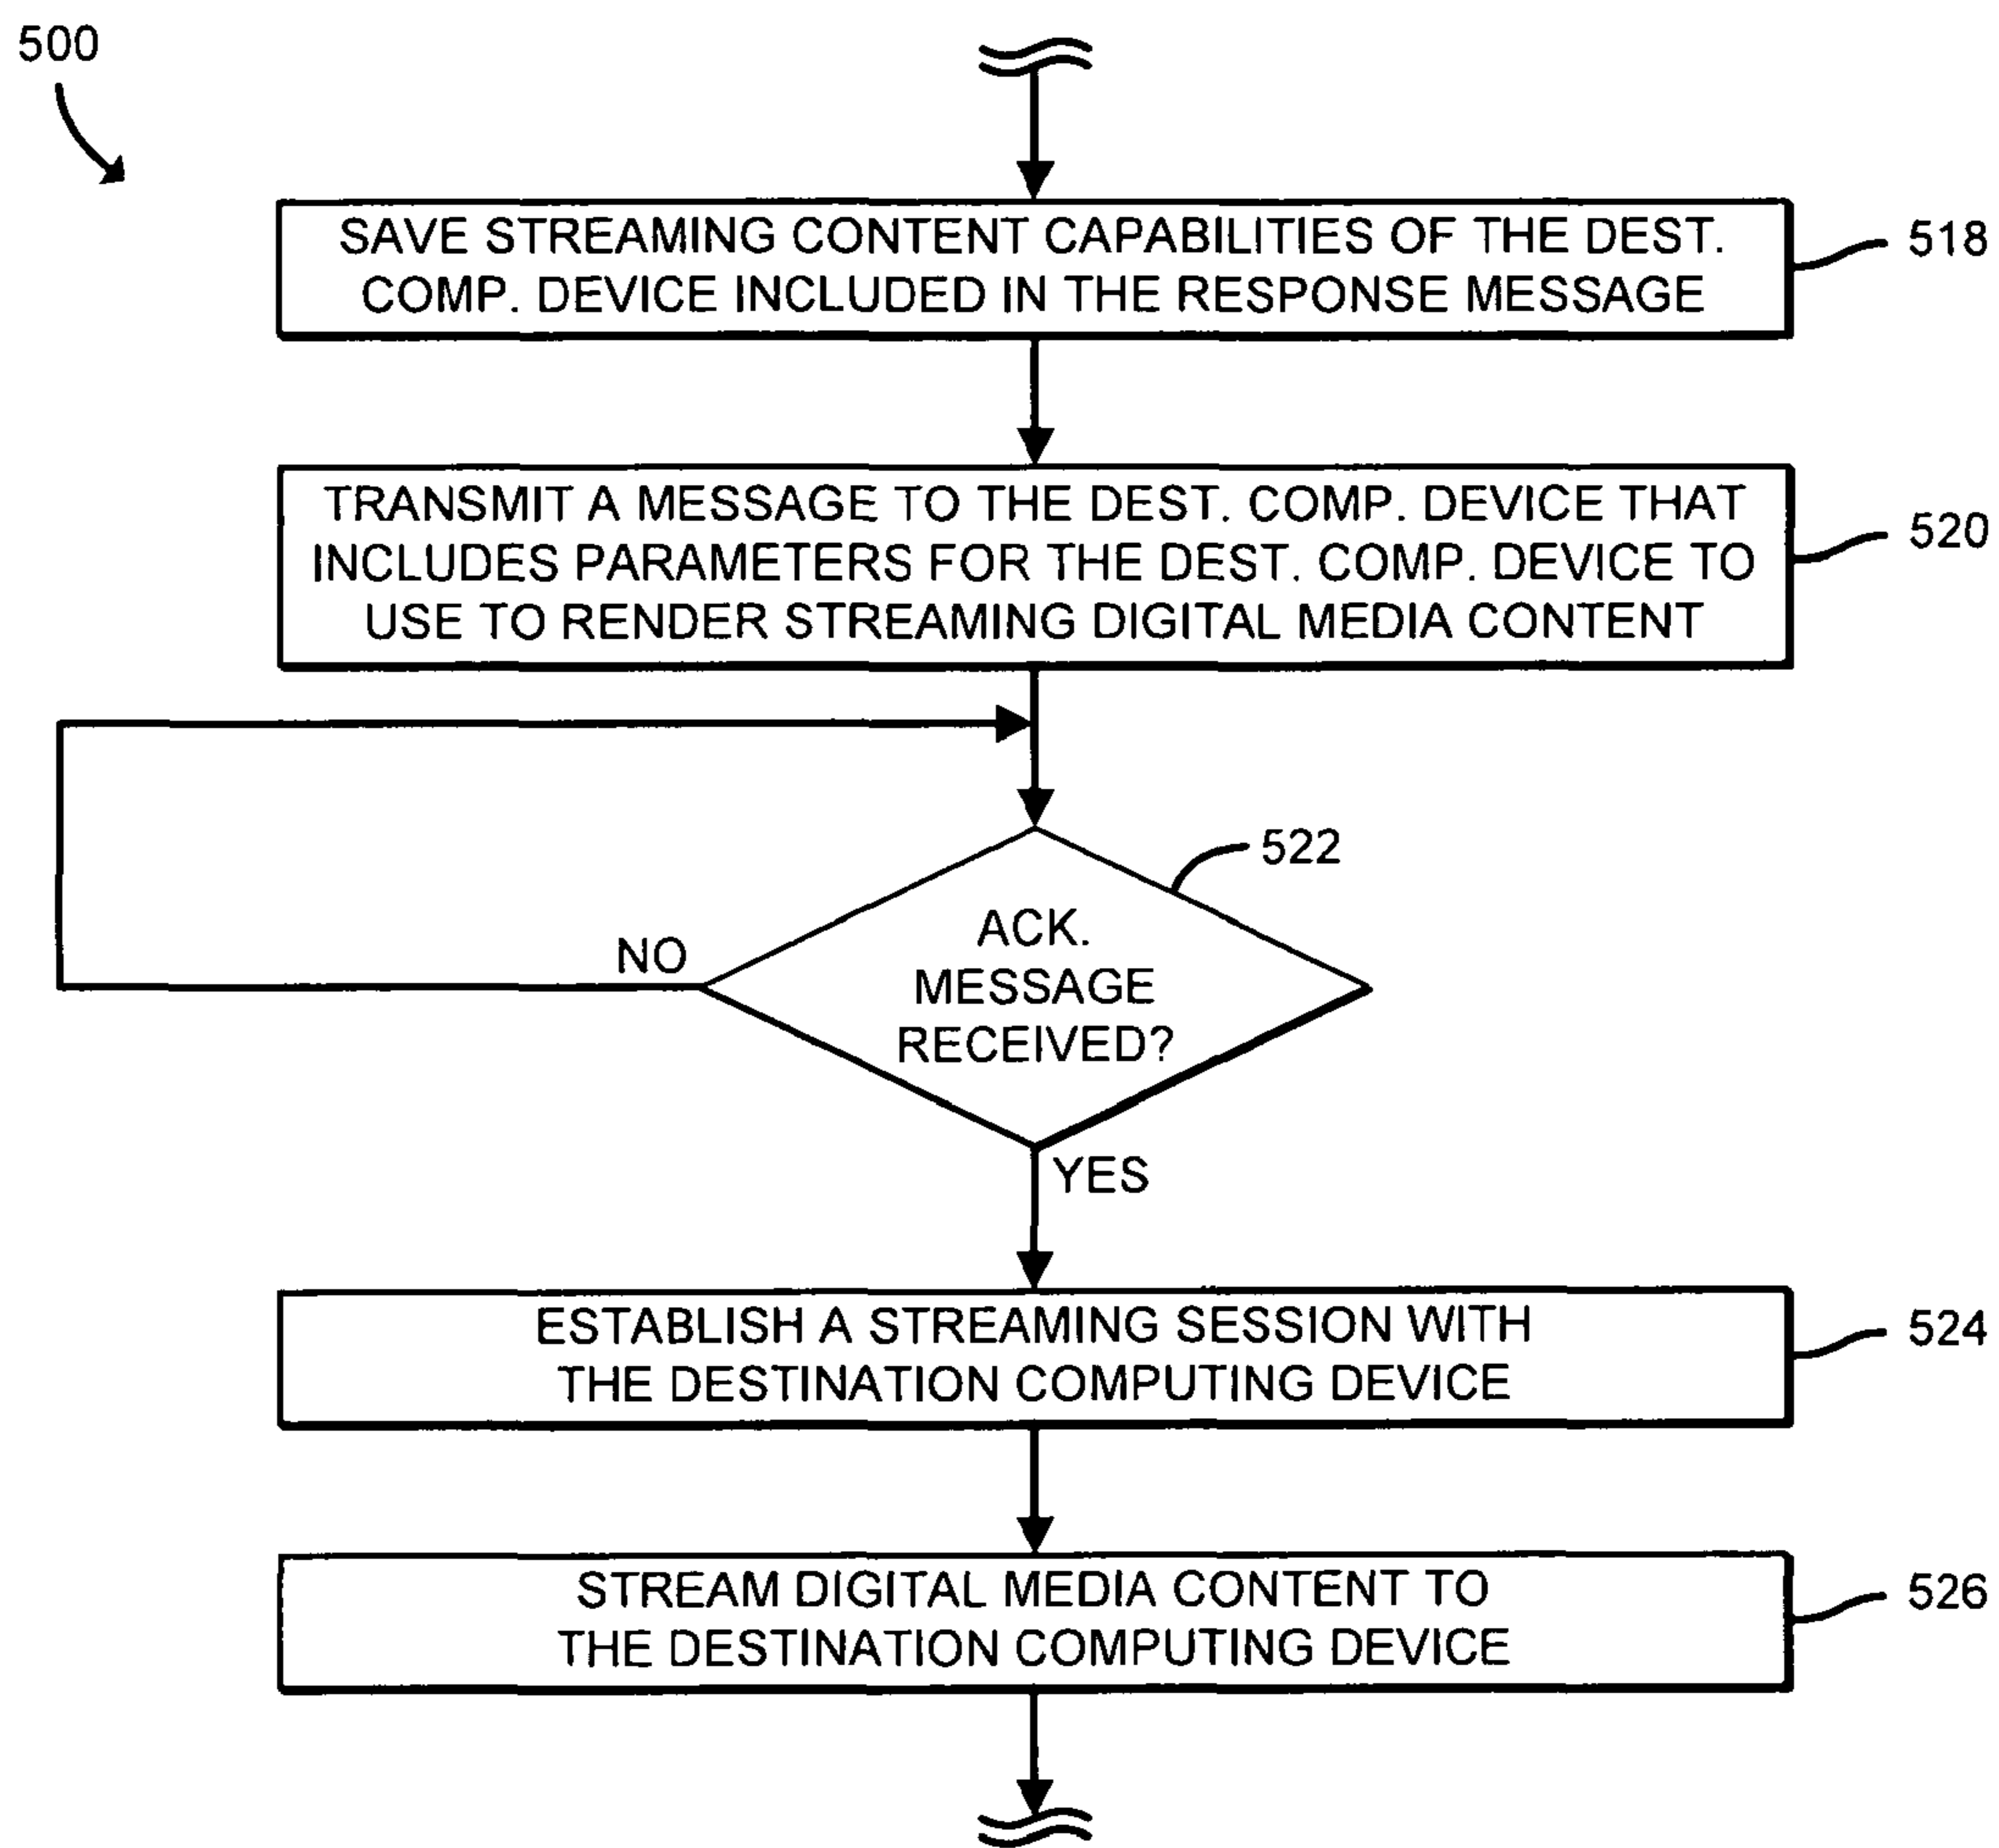 500
SAVE STREAMING CONTENT CAPABILITIES OF THE DEST.
COMP. DEVICE INCLUDED IN THE RESPONSE MESSAGE
518
TRANSMIT A MESSAGE TO THE DEST. COMP. DEVICE THAT
INCLUDES PARAMETERS FOR THE DEST. COMP. DEVICE TO
USE TO RENDER STREAMING DIGITAL MEDIA CONTENT
520
522
ACK.
MESSAGE
RECEIVED?
NO
YES
ESTABLISH A STREAMING SESSION WITH
THE DESTINATION COMPUTING DEVICE
524
STREAM DIGITAL MEDIA CONTENT TO
THE DESTINATION COMPUTING DEVICE
526